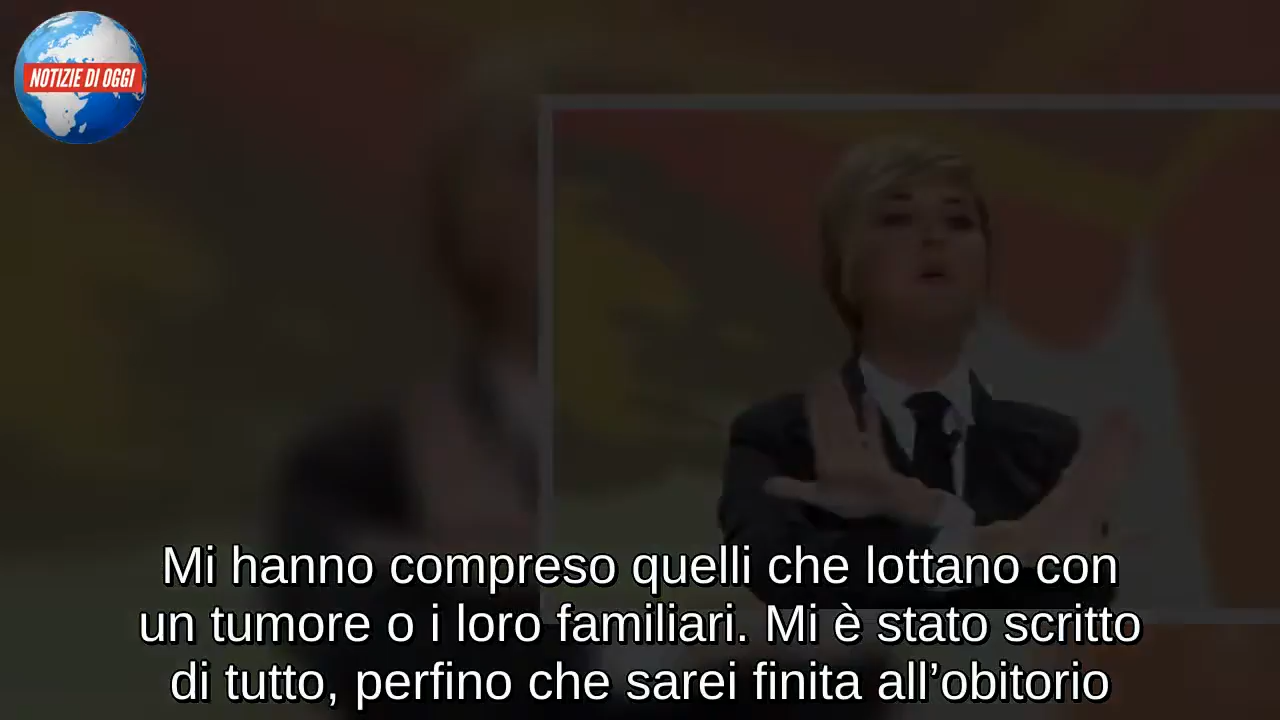 NOTIZIE DI OGGI
Mi hanno compreso quelli che lottano con
un tumore o i loro familiari. Mi è stato scritto
di tutto, perfino che sarei finita all’obitorio